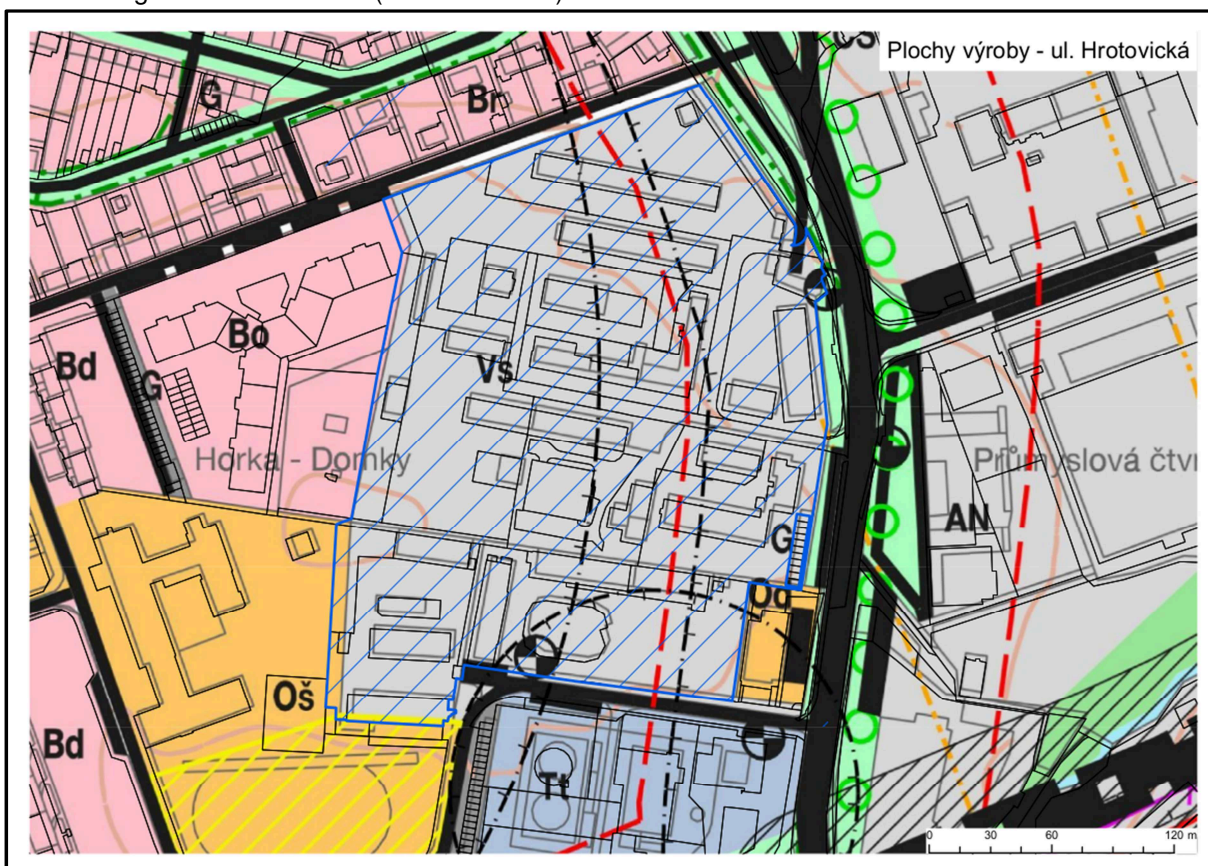 Plochy výroby - ul. Hrotovická
G
Br
Bd
G
Bo
Vs
Horka - Domky
Průmyslová čtvr
AN
G
Od
Oš
Bd
0 30 60 120 m